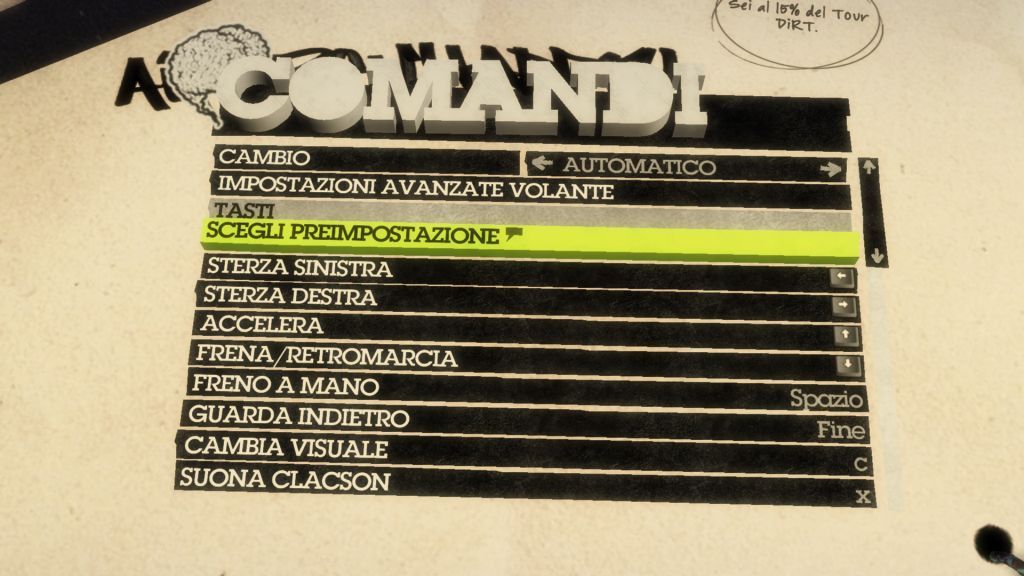 Sei al 15% del Tour
DiRT.
COMANDI
CAMBIO
AUTOMATICO
IMPOSTAZIONI AVANZATE VOLANTE
TASTI
SCEGLI PREIMPOSTAZIONE
STERZA SINISTRA ←
STERZA DESTRA →
ACCELERA ↑
FRENA/RETROMARCIA ↓
FRENO A MANO Spazio
GUARDA INDIETRO Fine
CAMBIA VISUALE C
SUONA CLACSON X